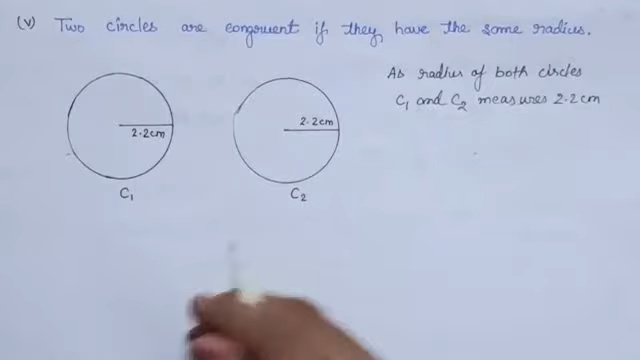 (v) Two circles are congruent if they have the same radius.
As radius of both circles
C₁ and C₂ measures 2.2cm
2.2cm
2.2cm
C₁
C₂